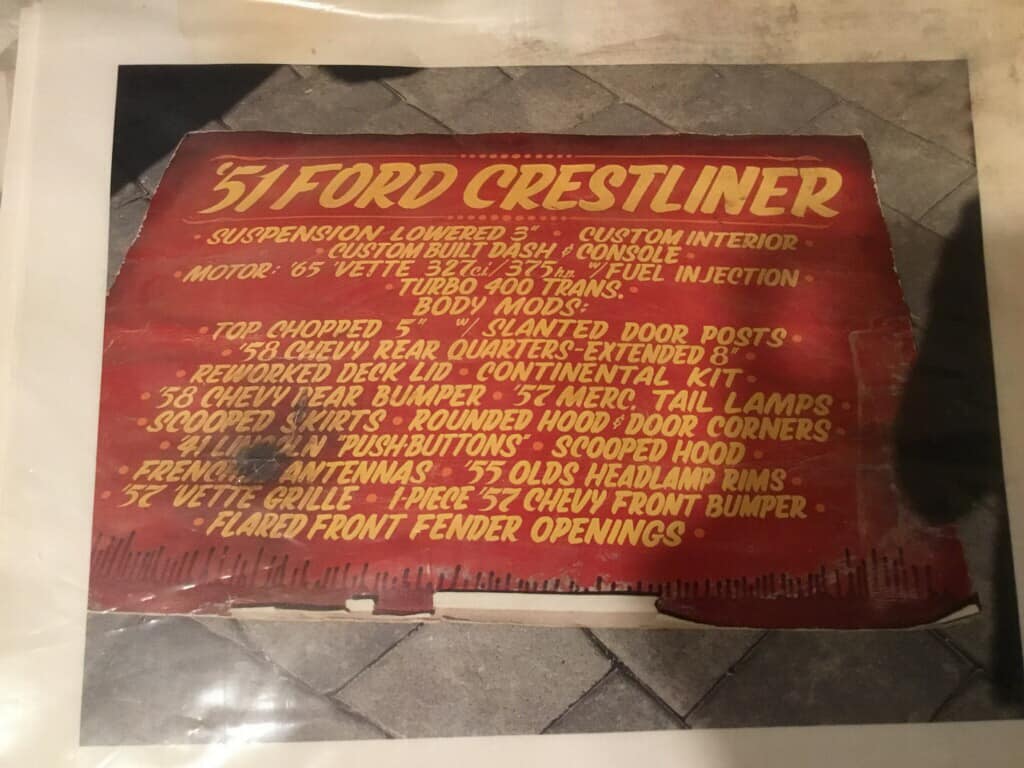 '51 FORD CRESTLINER
• SUSPENSION LOWERED 3" • CUSTOM INTERIOR •
CUSTOM BUILT DASH & CONSOLE
• MOTOR: '65 'VETTE 327ci/375hp w/FUEL INJECTION
TURBO 400 TRANS.
BODY MODS:
• TOP CHOPPED 5" w/ SLANTED DOOR POSTS •
• '58 CHEVY REAR QUARTERS-EXTENDED 8" •
• REWORKED DECK LID • CONTINENTAL KIT •
• '58 CHEVY REAR BUMPER • '57 MERC. TAIL LAMPS •
SCOOPED SKIRTS • ROUNDED HOOD & DOOR CORNERS •
• '41 "PUSH-BUTTONS" • SCOOPED HOOD •
• ANTENNAS • '55 OLDS HEADLAMP RIMS •
'57 'VETTE GRILLE • 1-PIECE '57 CHEVY FRONT BUMPER •
• FLARED FRONT FENDER OPENINGS •